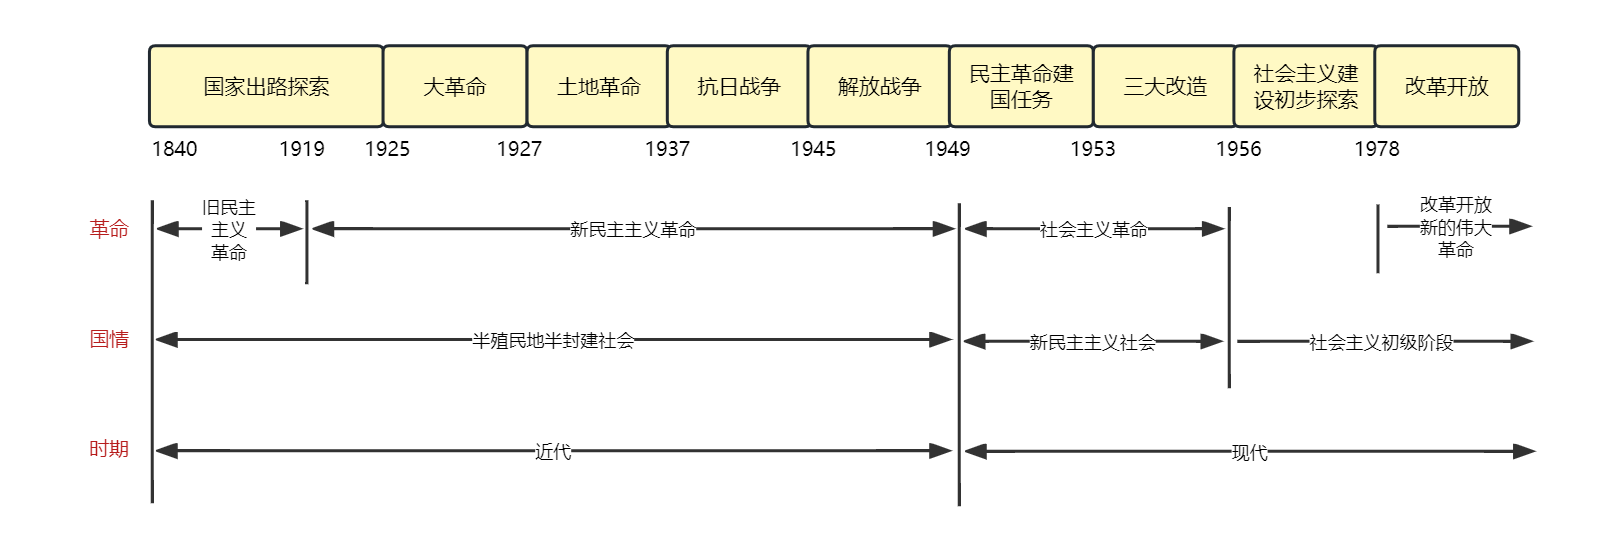 国家出路探索
大革命
土地革命
抗日战争
解放战争
民主革命建
国任务
三大改造
社会主义建
设初步探索
改革开放
1840
1919
1925
1927
1937
1945
1949
1953
1956
1978
革命
旧民主
主义
革命
新民主主义革命
社会主义革命
改革开放
新的伟大
革命
国情
半殖民地半封建社会
新民主主义社会
社会主义初级阶段
时期
近代
现代